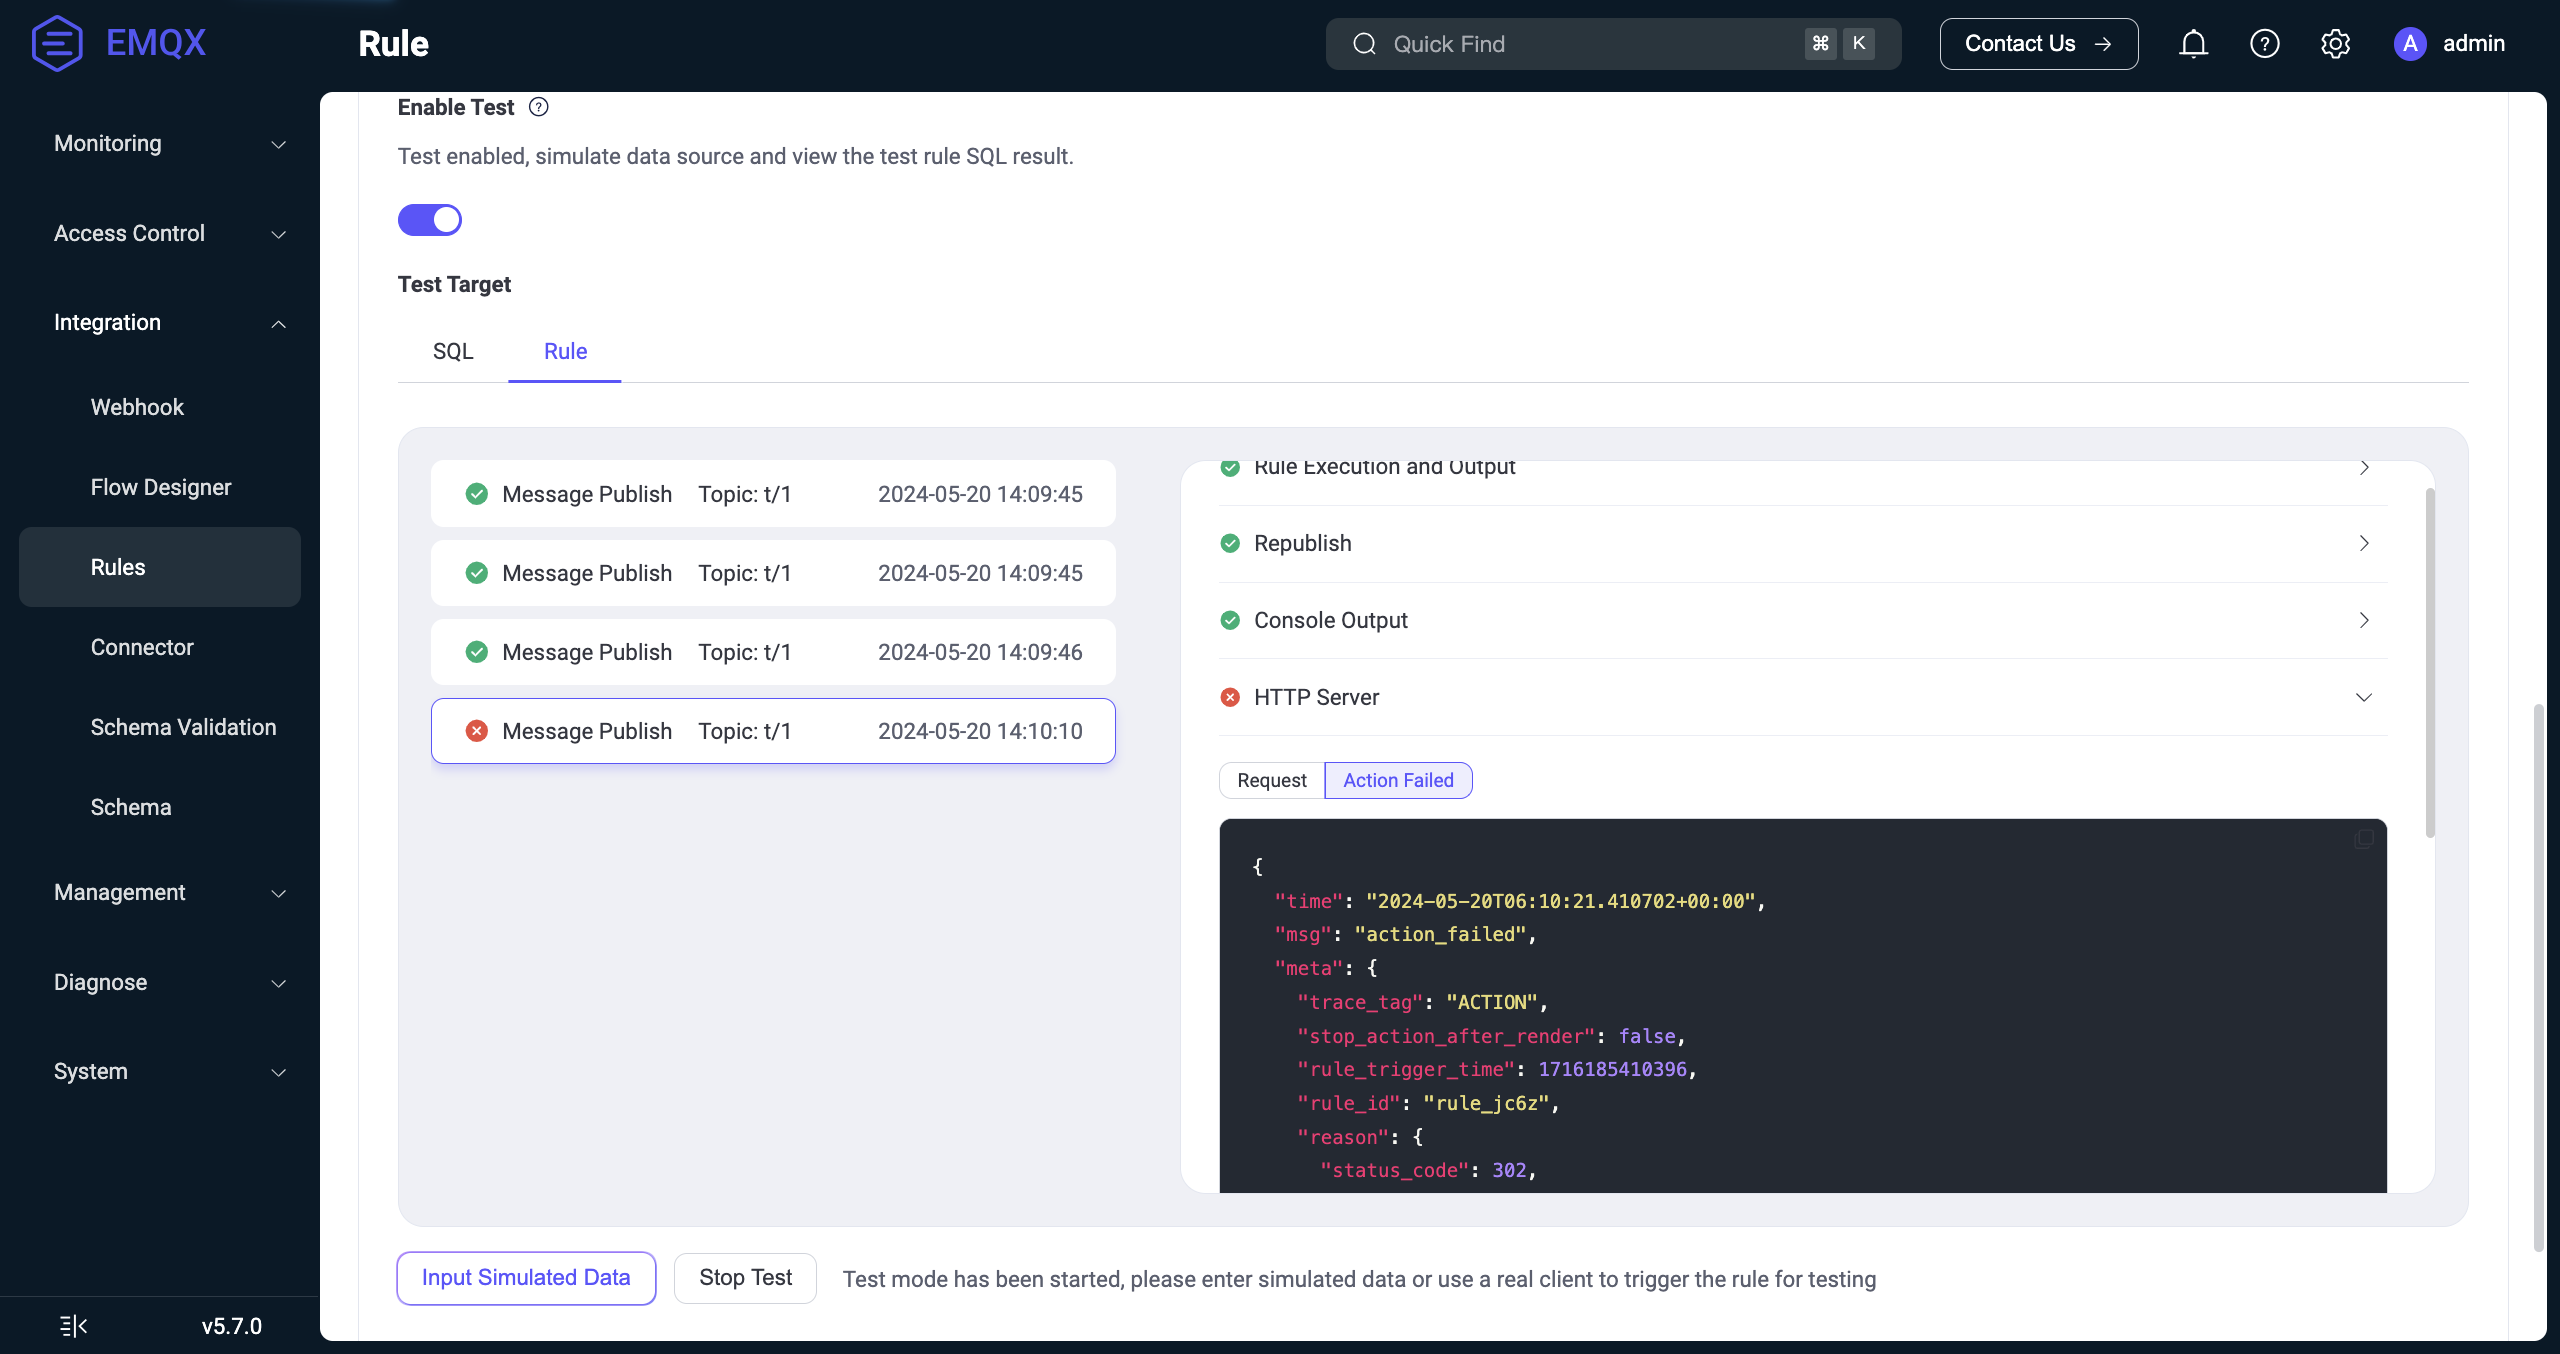 EMQX
Rule
Quick Find
⌘ K
Contact Us →
A admin
Monitoring
Access Control
Integration
Webhook
Flow Designer
Rules
Connector
Schema Validation
Schema
Management
Diagnose
System
v5.7.0
Enable Test
Test enabled, simulate data source and view the test rule SQL result.
Test Target
SQL Rule
Message Publish Topic: t/1 2024-05-20 14:09:45
Message Publish Topic: t/1 2024-05-20 14:09:45
Message Publish Topic: t/1 2024-05-20 14:09:46
Message Publish Topic: t/1 2024-05-20 14:10:10
Rule Execution and Output
Republish
Console Output
HTTP Server
Request Action Failed
{
"time": "2024-05-20T06:10:21.410702+00:00",
"msg": "action_failed",
"meta": {
"trace_tag": "ACTION",
"stop_action_after_render": false,
"rule_trigger_time": 1716185410396,
"rule_id": "rule_jc6z",
"reason": {
"status_code": 302,
Input Simulated Data
Stop Test
Test mode has been started, please enter simulated data or use a real client to trigger the rule for testing